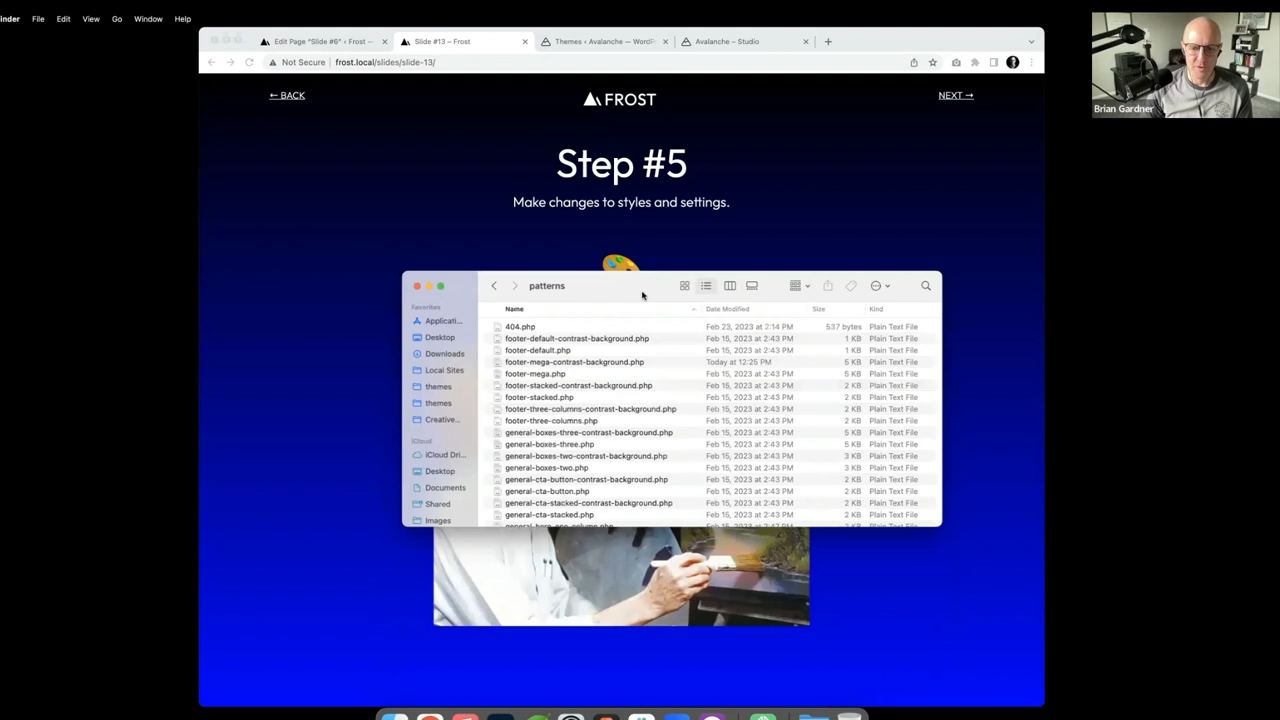 inder File Edit View Go Window Help
Edit Page "Slide #6" ‹ Frost — Slide #13 – Frost Themes ‹ Avalanche — WordP Avalanche – Studio
Not Secure frost.local/slides/slide-13/
Brian Gardner
← BACK FROST NEXT →
Step #5
Make changes to styles and settings.
patterns
Favorites
Applicati...
Desktop
Downloads
Local Sites
themes
themes
Creative...
iCloud
iCloud Dri...
Desktop
Documents
Shared
Images
Name Date Modified Size Kind
404.php Feb 23, 2023 at 2:14 PM 537 bytes Plain Text File
footer-default-contrast-background.php Feb 15, 2023 at 2:43 PM 1 KB Plain Text File
footer-default.php Feb 15, 2023 at 2:43 PM 1 KB Plain Text File
footer-mega-contrast-background.php Today at 12:25 PM 5 KB Plain Text File
footer-mega.php Feb 15, 2023 at 2:43 PM 5 KB Plain Text File
footer-stacked-contrast-background.php Feb 15, 2023 at 2:43 PM 2 KB Plain Text File
footer-stacked.php Feb 15, 2023 at 2:43 PM 2 KB Plain Text File
footer-three-columns-contrast-background.php Feb 15, 2023 at 2:43 PM 2 KB Plain Text File
footer-three-columns.php Feb 15, 2023 at 2:43 PM 2 KB Plain Text File
general-boxes-three-contrast-background.php Feb 15, 2023 at 2:43 PM 5 KB Plain Text File
general-boxes-three.php Feb 15, 2023 at 2:43 PM 5 KB Plain Text File
general-boxes-two-contrast-background.php Feb 15, 2023 at 2:43 PM 3 KB Plain Text File
general-boxes-two.php Feb 15, 2023 at 2:43 PM 3 KB Plain Text File
general-cta-button-contrast-background.php Feb 15, 2023 at 2:43 PM 2 KB Plain Text File
general-cta-button.php Feb 15, 2023 at 2:43 PM 2 KB Plain Text File
general-cta-stacked-contrast-background.php Feb 15, 2023 at 2:43 PM 2 KB Plain Text File
general-cta-stacked.php Feb 15, 2023 at 2:43 PM 2 KB Plain Text File